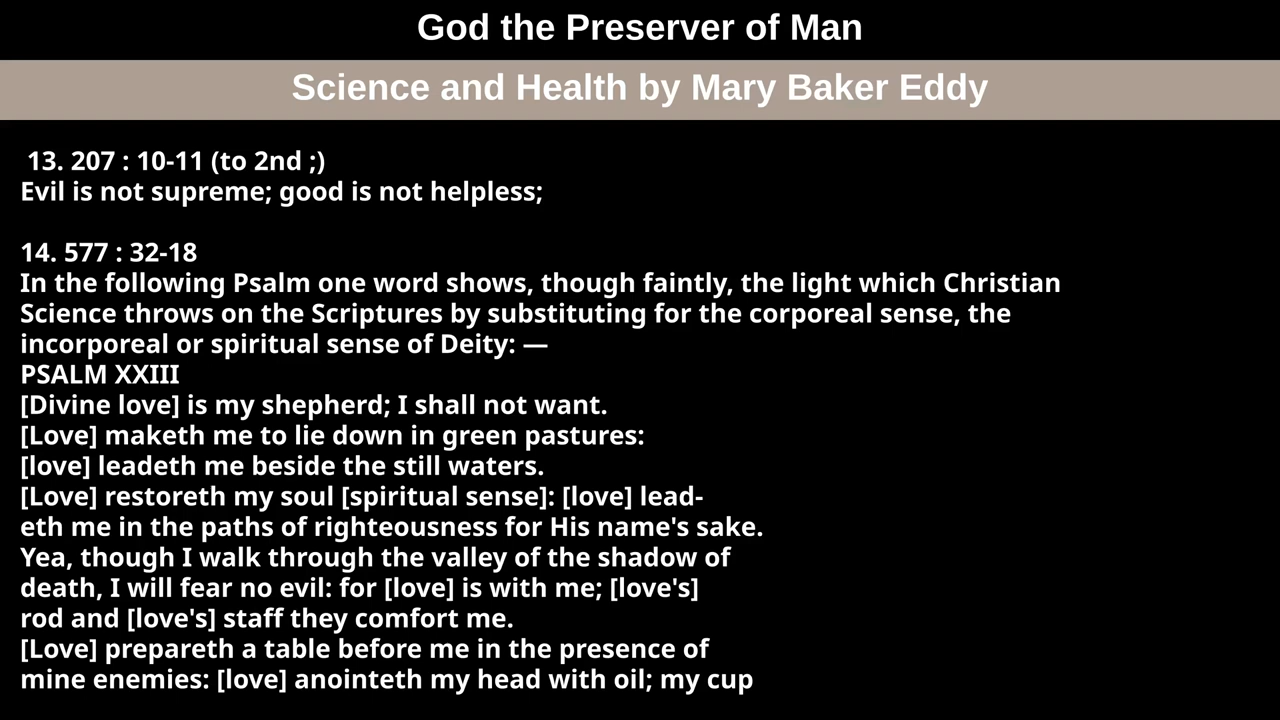 God the Preserver of Man
Science and Health by Mary Baker Eddy
13. 207 : 10-11 (to 2nd ;)
Evil is not supreme; good is not helpless;
14. 577 : 32-18
In the following Psalm one word shows, though faintly, the light which Christian
Science throws on the Scriptures by substituting for the corporeal sense, the
incorporeal or spiritual sense of Deity: —
PSALM XXIII
[Divine love] is my shepherd; I shall not want.
[Love] maketh me to lie down in green pastures:
[love] leadeth me beside the still waters.
[Love] restoreth my soul [spiritual sense]: [love] lead-
eth me in the paths of righteousness for His name's sake.
Yea, though I walk through the valley of the shadow of
death, I will fear no evil: for [love] is with me; [love's]
rod and [love's] staff they comfort me.
[Love] prepareth a table before me in the presence of
mine enemies: [love] anointeth my head with oil; my cup